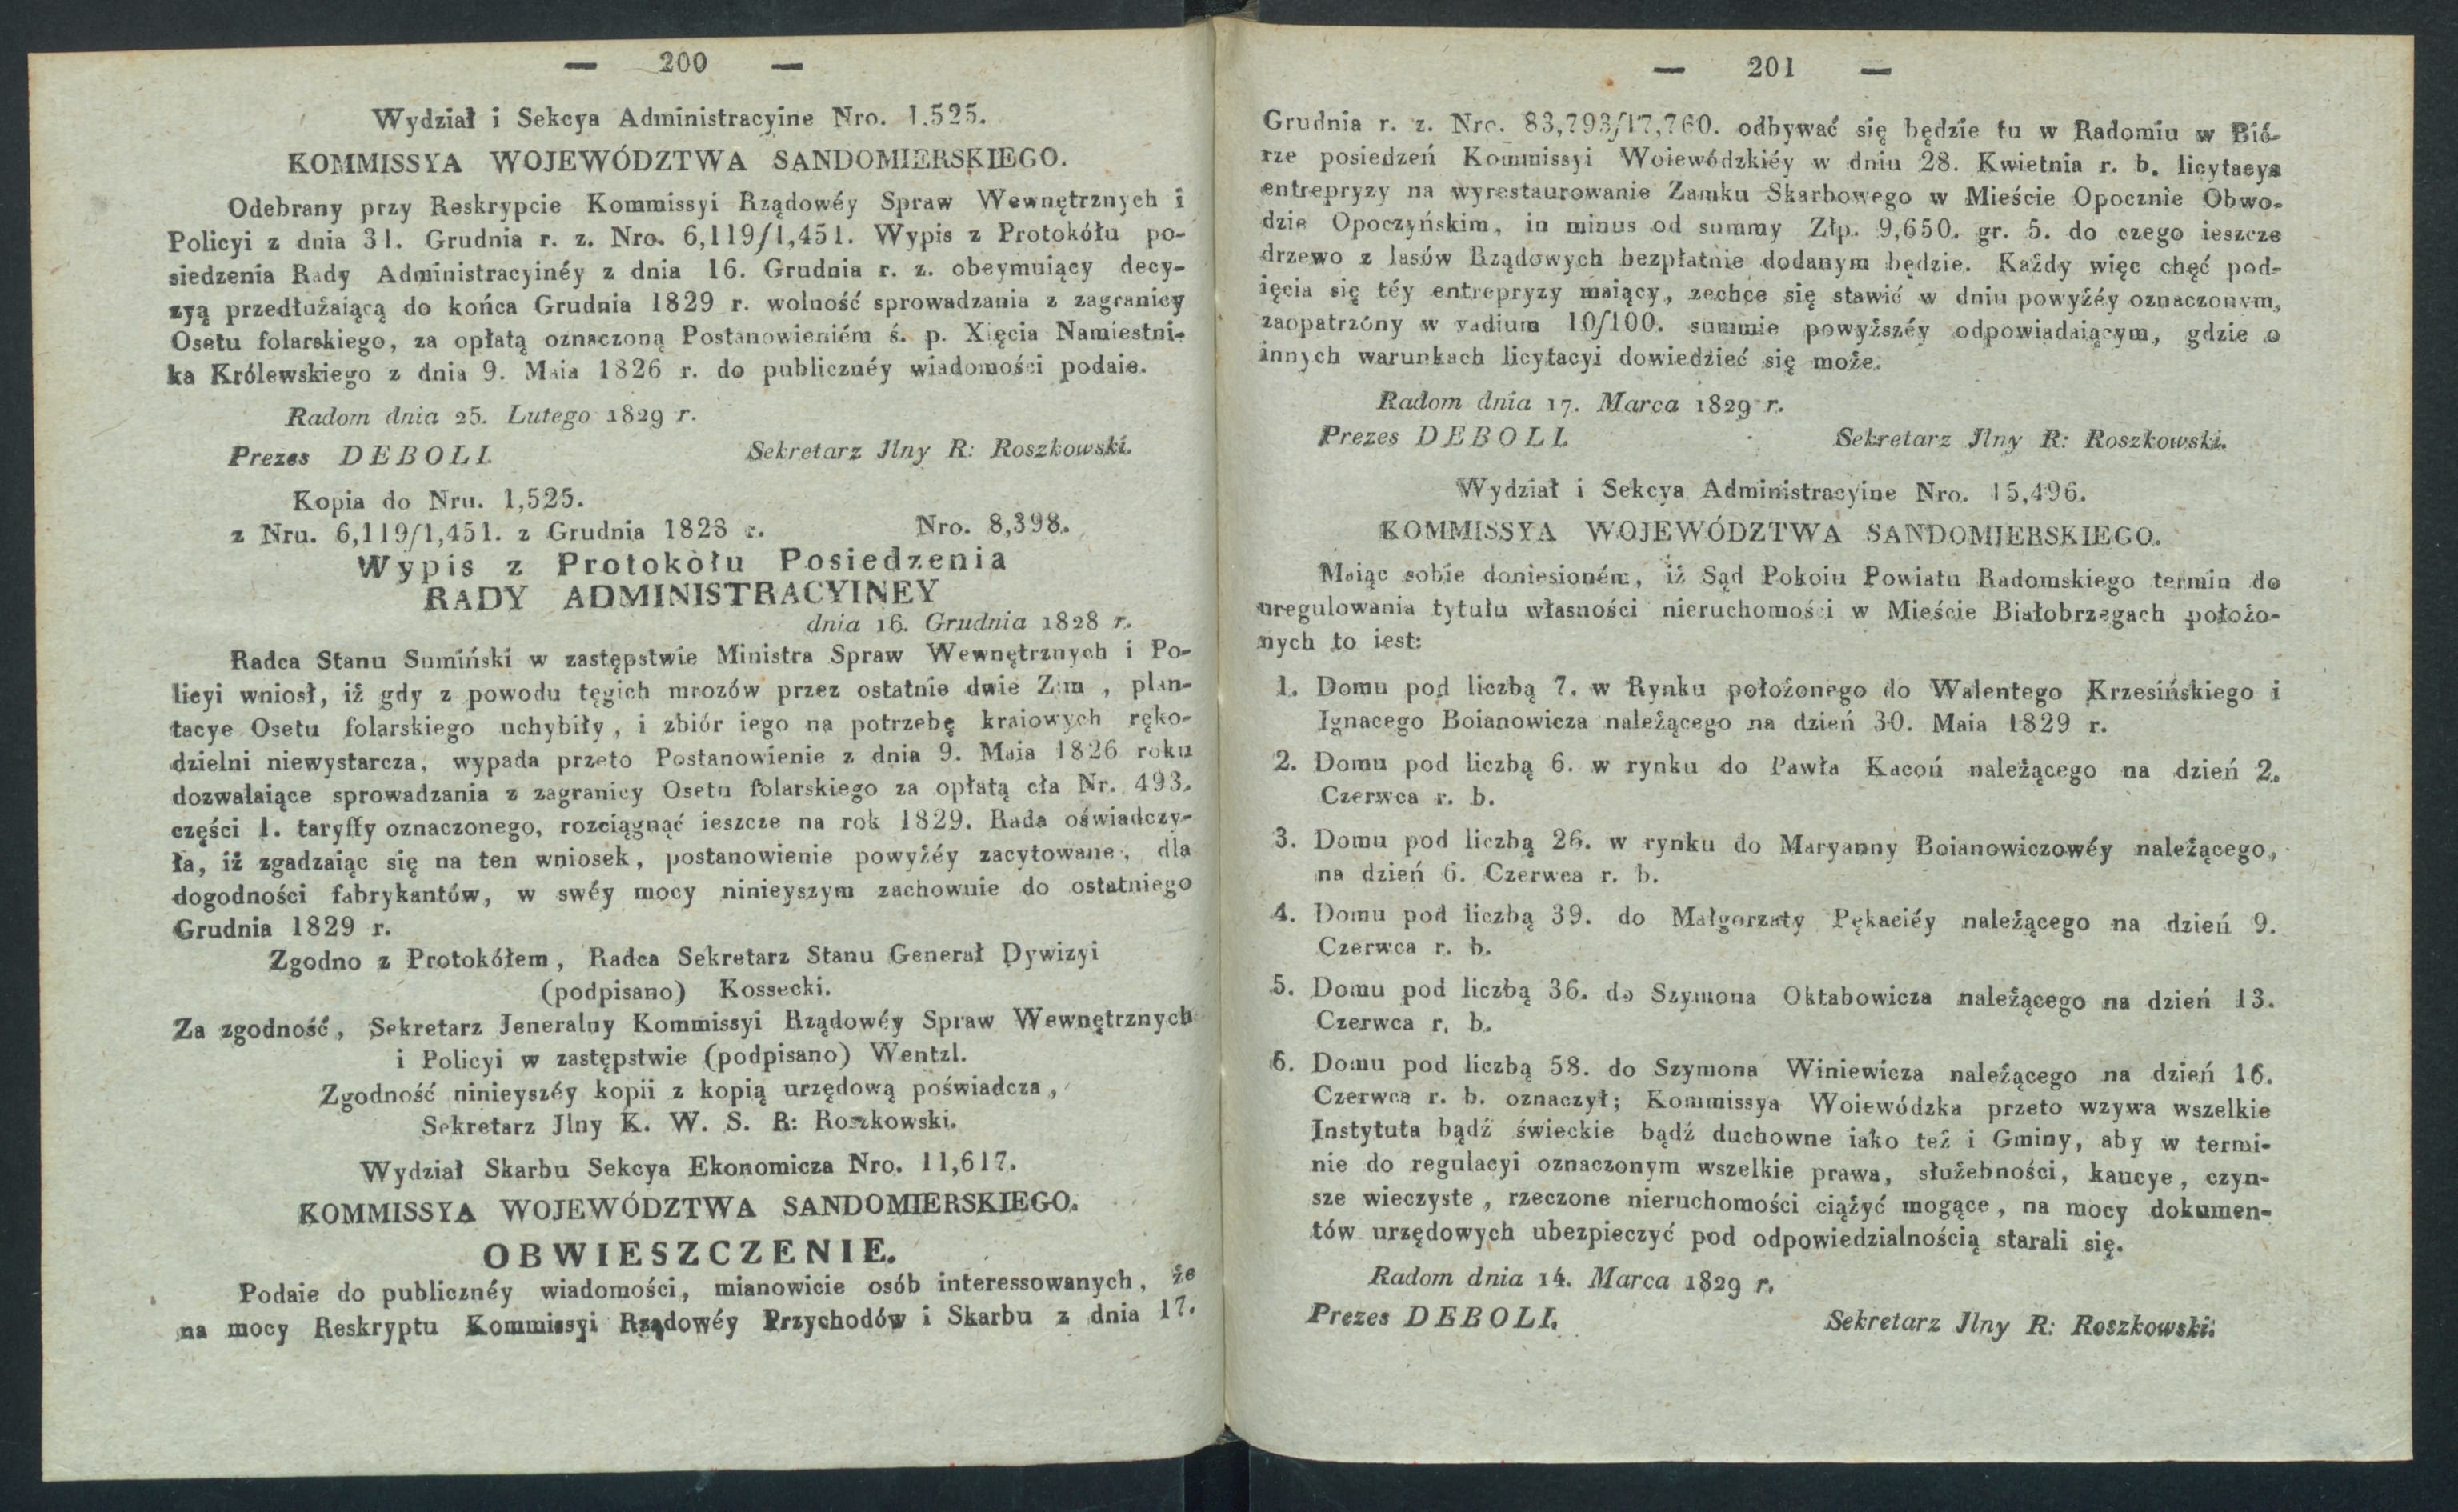 — 200 —
Wydział i Sekcya Administracyine Nro. 1,525.
KOMMISSYA WOJEWÓDZTWA SANDOMIERSKIEGO.
Odebrany przy Reskrypcie Kommissyi Rządowéy Spraw Wewnętrznych i
Policyi z dnia 31. Grudnia r. z. Nro. 6,119/1,451. Wypis z Protokółu po-
siedzenia Rady Administracyinéy z dnia 16. Grudnia r. z. obeymuiący decy-
zyą przedłużaiącą do końca Grudnia 1829 r. wolność sprowadzania z zagranicy
Osetu folarskiego, za opłatą oznaczoną Postanowieniém ś. p. Xięcia Namiestni-
ka Królewskiego z dnia 9. Maia 1826 r. do publicznéy wiadomości podaie.
Radom dnia 25. Lutego 1829 r.
Prezes DEBOLI.
Sekretarz Jlny R: Roszkowski.
Kopia do Nru. 1,525.
z Nru. 6,119/1,451. z Grudnia 1828 r. Nro. 8,398.
Wypis z Protokołu Posiedzenia
RADY ADMINISTRACYINEY
dnia 16. Grudnia 1828 r.
Radca Stanu Sumiński w zastępstwie Ministra Spraw Wewnętrznych i Po-
licyi wniosł, iż gdy z powodu tęgich mrozów przez ostatnie dwie Zim , plan-
tacye Osetu folarskiego uchybiły, i zbiór iego na potrzebę kraiowych ręko-
dzielni niewystarcza, wypada przeto Postanowienie z dnia 9. Maia 1826 roku
dozwalaiące sprowadzania z zagranicy Osetu folarskiego za opłatą cła Nr. 493.
części I. taryffy oznaczonego, rozciągnąć ieszcze na rok 1829. Rada oświadczy-
ła, iż zgadzaiąc się na ten wniosek, postanowienie powyżéy zacytowane, dla
dogodności fabrykantów, w swéy mocy ninieyszym zachowuie do ostatniego
Grudnia 1829 r.
Zgodno z Protokółem, Radca Sekretarz Stanu Generał Dywizyi
(podpisano) Kossecki.
Za zgodność, Sekretarz Jeneralny Kommissyi Rządowéy Spraw Wewnętrznych
i Policyi w zastępstwie (podpisano) Wentzl.
Zgodność ninieyszéy kopii z kopią urzędową poświadcza,
Sekretarz Jlny K. W. S. R: Roszkowski.
Wydział Skarbu Sekcya Ekonomicza Nro. 11,617.
KOMMISSYA WOJEWÓDZTWA SANDOMIERSKIEGO.
OBWIESZCZENIE.
Podaie do publicznéy wiadomości, mianowicie osób interessowanych, że
na mocy Reskryptu Kommissyi Rządowéy Przychodów i Skarbu z dnia 17.
— 201 —
Grudnia r. z. Nro. 83,793/17,760. odbywać się będzie tu w Radomiu w Bió-
rze posiedzeń Kommissyi Woiewódzkiéy w dniu 28. Kwietnia r. b. licytacya
entrepryzy na wyrestaurowanie Zamku Skarbowego w Mieście Opocznie Obwo-
dzie Opoczyńskim, in minus od summy Złp. 9,650. gr. 5. do czego ieszcze
drzewo z lasów Rządowych bezpłatnie dodanym będzie. Każdy więc chęć pod-
ięcia się téy entrepryzy maiący, zechce się stawić w dniu powyżéy oznaczonym,
zaopatrzóny w vadium 10/100. summie powyższéy odpowiadaiącym, gdzie o
innych warunkach licytacyi dowiedzieć się może.
Radom dnia 17. Marca 1829 r.
Prezes DEBOLI.
Sekretarz Jlny R: Roszkowski.
Wydział i Sekcya Administracyine Nro. 15,496.
KOMMISSYA WOJEWÓDZTWA SANDOMIERSKIEGO.
Maiąc sobie doniesioném, iż Sąd Pokoiu Powiatu Radomskiego termin do
uregulowania tytułu własności nieruchomości w Mieście Białobrzegach położo-
nych to iest:
1. Domu pod liczbą 7. w Rynku położonego do Walentego Krzesińskiego i
Ignacego Boianowicza należącego na dzień 30. Maia 1829 r.
2. Domu pod liczbą 6. w rynku do Pawła Kacoń należącego na dzień 2.
Czerwca r. b.
3. Domu pod liczbą 26. w rynku do Maryanny Boianowiczowéy należącego,
na dzień 6. Czerwca r. b.
4. Domu pod liczbą 39. do Małgorzaty Pękaciéy należącego na dzień 9.
Czerwca r. b.
5. Domu pod liczbą 36. do Szymona Oktabowicza należącego na dzień 13.
Czerwca r. b.
6. Domu pod liczbą 58. do Szymona Winiewicza należącego na dzień 16.
Czerwca r. b. oznaczył; Kommissya Woiewódzka przeto wzywa wszelkie
Instytuta bądź świeckie bądź duchowne iako też i Gminy, aby w termi-
nie do regulacyi oznaczonym wszelkie prawa, służebności, kaucye, czyn-
sze wieczyste, rzeczone nieruchomości ciążyć mogące, na mocy dokumen-
tów urzędowych ubezpieczyć pod odpowiedzialnością starali się.
Radom dnia 14. Marca 1829 r.
Prezes DEBOLI.
Sekretarz Jlny R: Roszkowski.